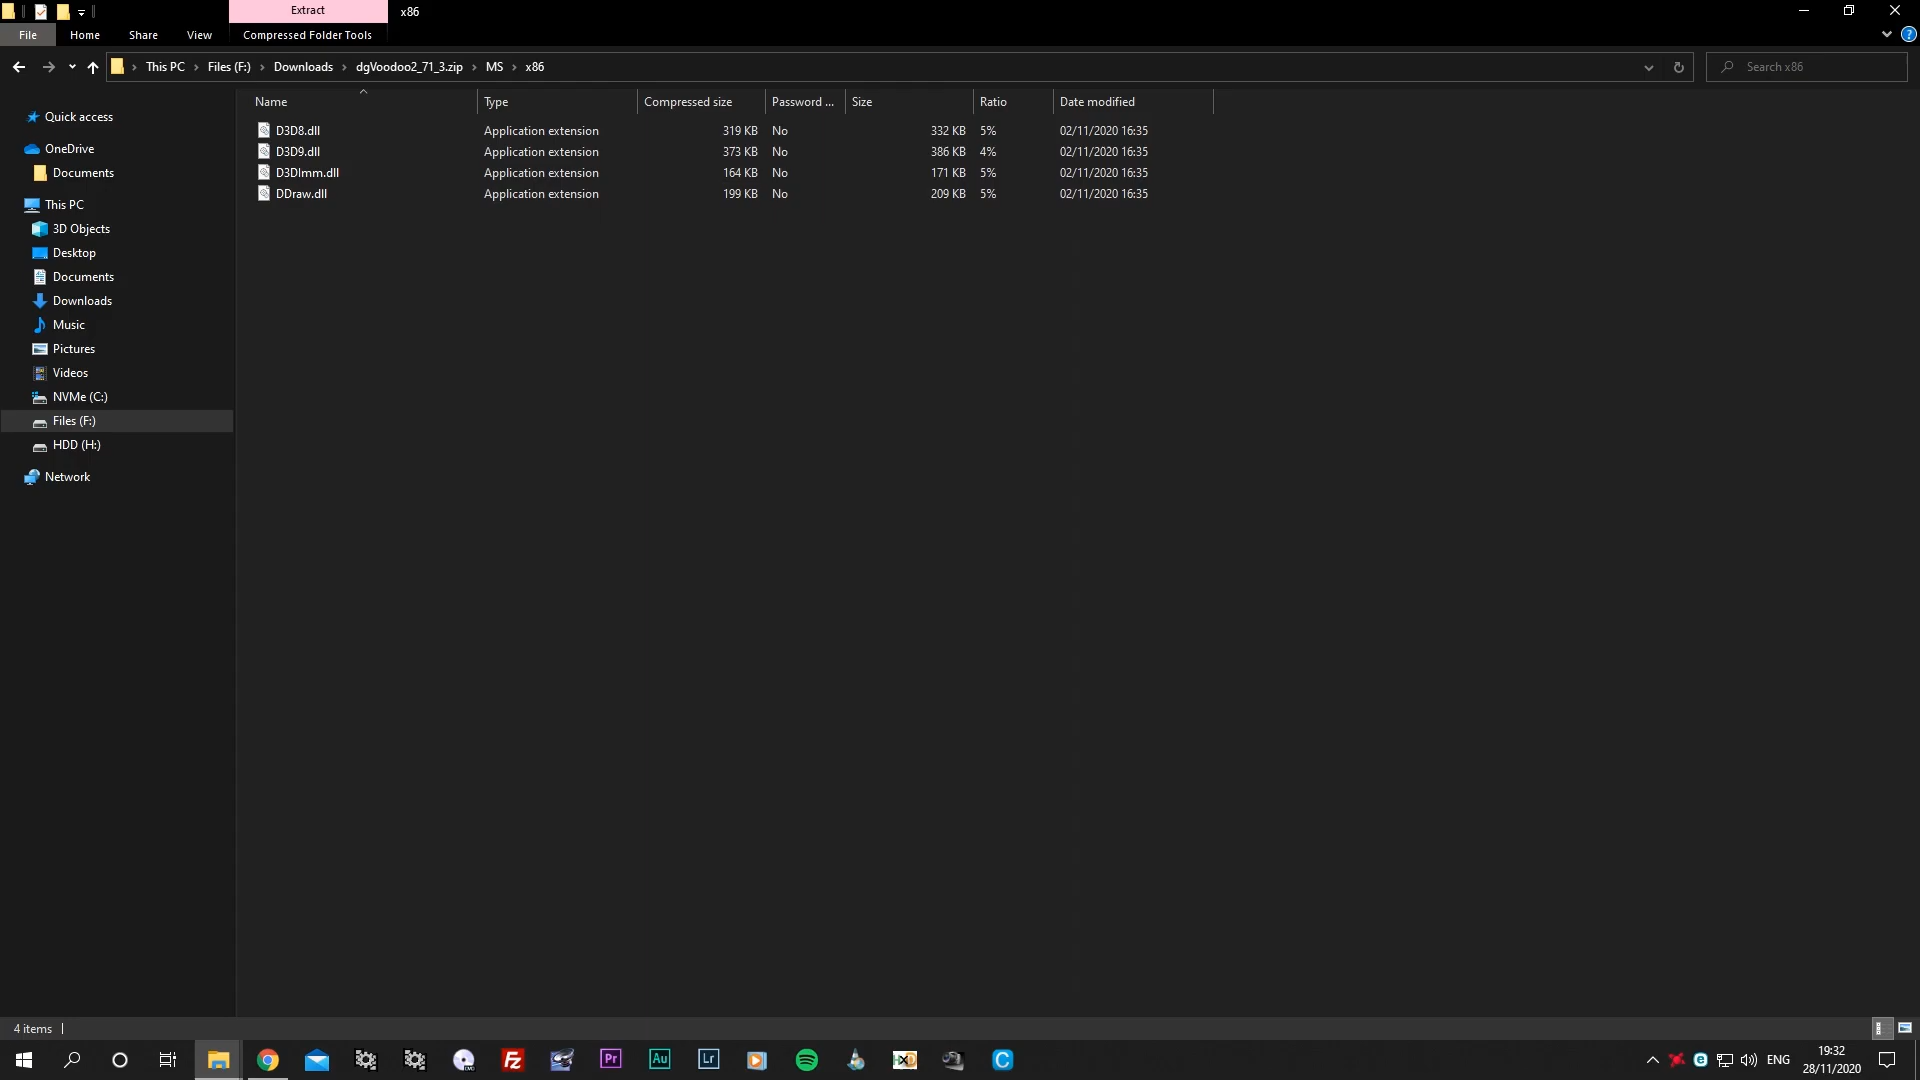 Extract
x86
File
Home
Share
View
Compressed Folder Tools
This PC
Files (F:)
Downloads
dgVoodoo2_71_3.zip
MS
x86
Search x86
Name
Type
Compressed size
Password ...
Size
Ratio
Date modified
D3D8.dll Application extension 319 KB No 332 KB 5% 02/11/2020 16:35
D3D9.dll Application extension 373 KB No 386 KB 4% 02/11/2020 16:35
D3DImm.dll Application extension 164 KB No 171 KB 5% 02/11/2020 16:35
DDraw.dll Application extension 199 KB No 209 KB 5% 02/11/2020 16:35
Quick access
OneDrive
Documents
This PC
3D Objects
Desktop
Documents
Downloads
Music
Pictures
Videos
NVMe (C:)
Files (F:)
HDD (H:)
Network
4 items
Fz
Pr
Au
Lr
C
ENG
19:32
28/11/2020